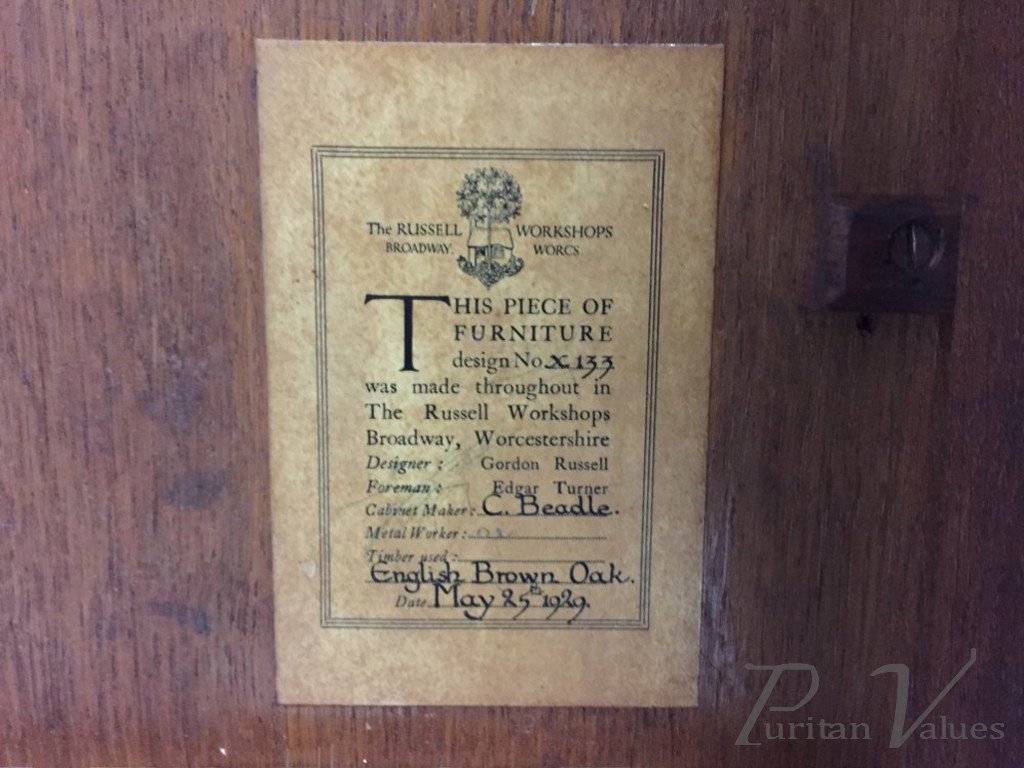 The RUSSELL WORKSHOPS
BROADWAY. WORCS
THIS PIECE OF
FURNITURE
design No X 133
was made throughout in
The Russell Workshops
Broadway, Worcestershire
Designer : Gordon Russell
Foreman : Edgar Turner
Cabinet Maker : C. Beadle.
Metal Worker :
Timber used :
English Brown Oak.
Date May 25th 1929.
Puritan Values